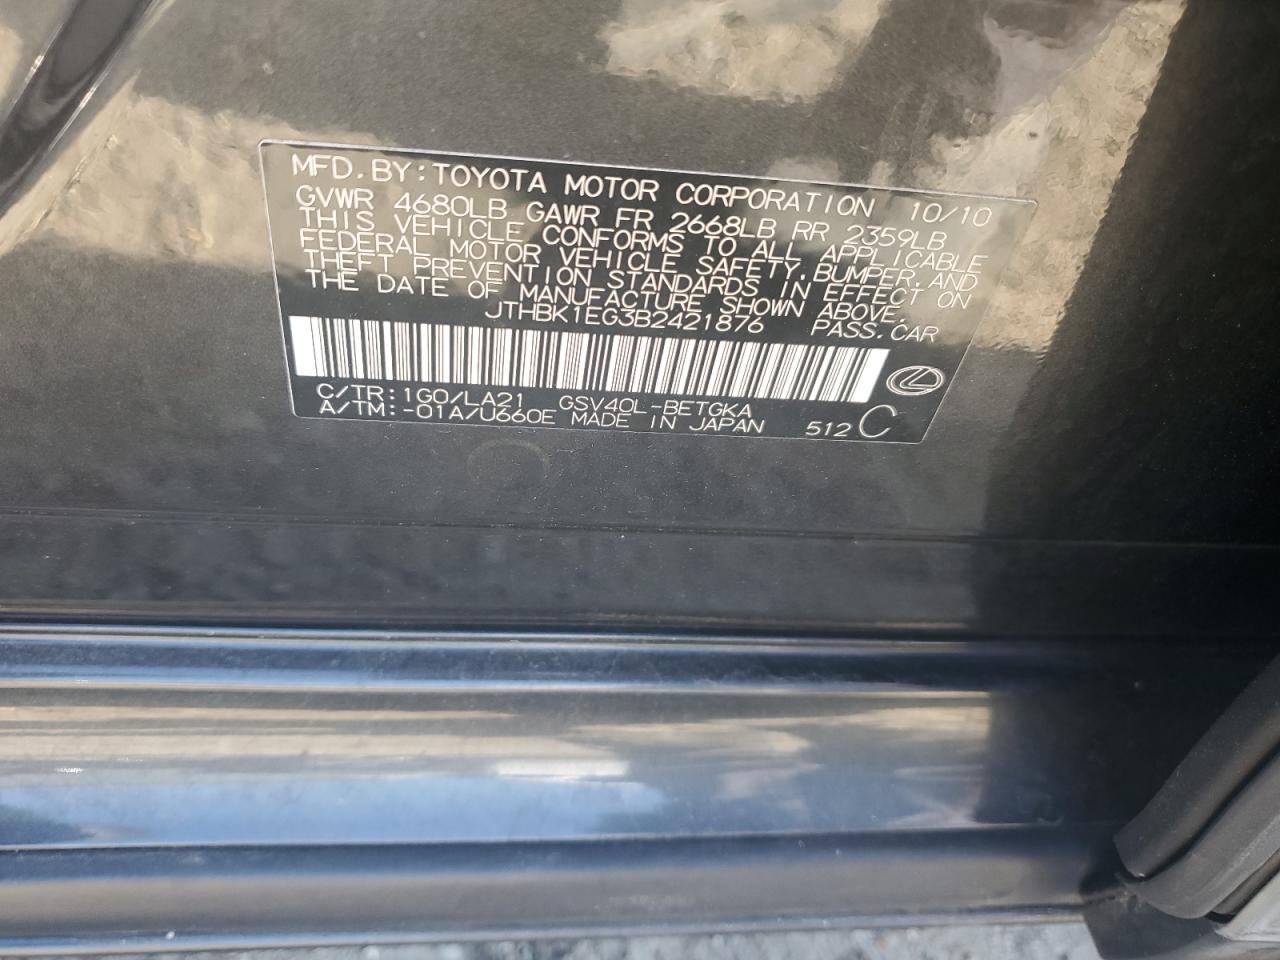 MFD. BY: TOYOTA MOTOR CORPORATION 10/10
GVWR 4680LB GAWR FR 2668LB RR 2359LB
THIS VEHICLE CONFORMS TO ALL APPLICABLE
FEDERAL MOTOR VEHICLE SAFETY, BUMPER, AND
THEFT PREVENTION STANDARDS IN EFFECT ON
THE DATE OF MANUFACTURE SHOWN ABOVE.
JTHBK1EG3B2421876 PASS. CAR
C/TR: 1G0/LA21 GSV40L-BETGKA
A/TM: -01A/U660E MADE IN JAPAN 512 C